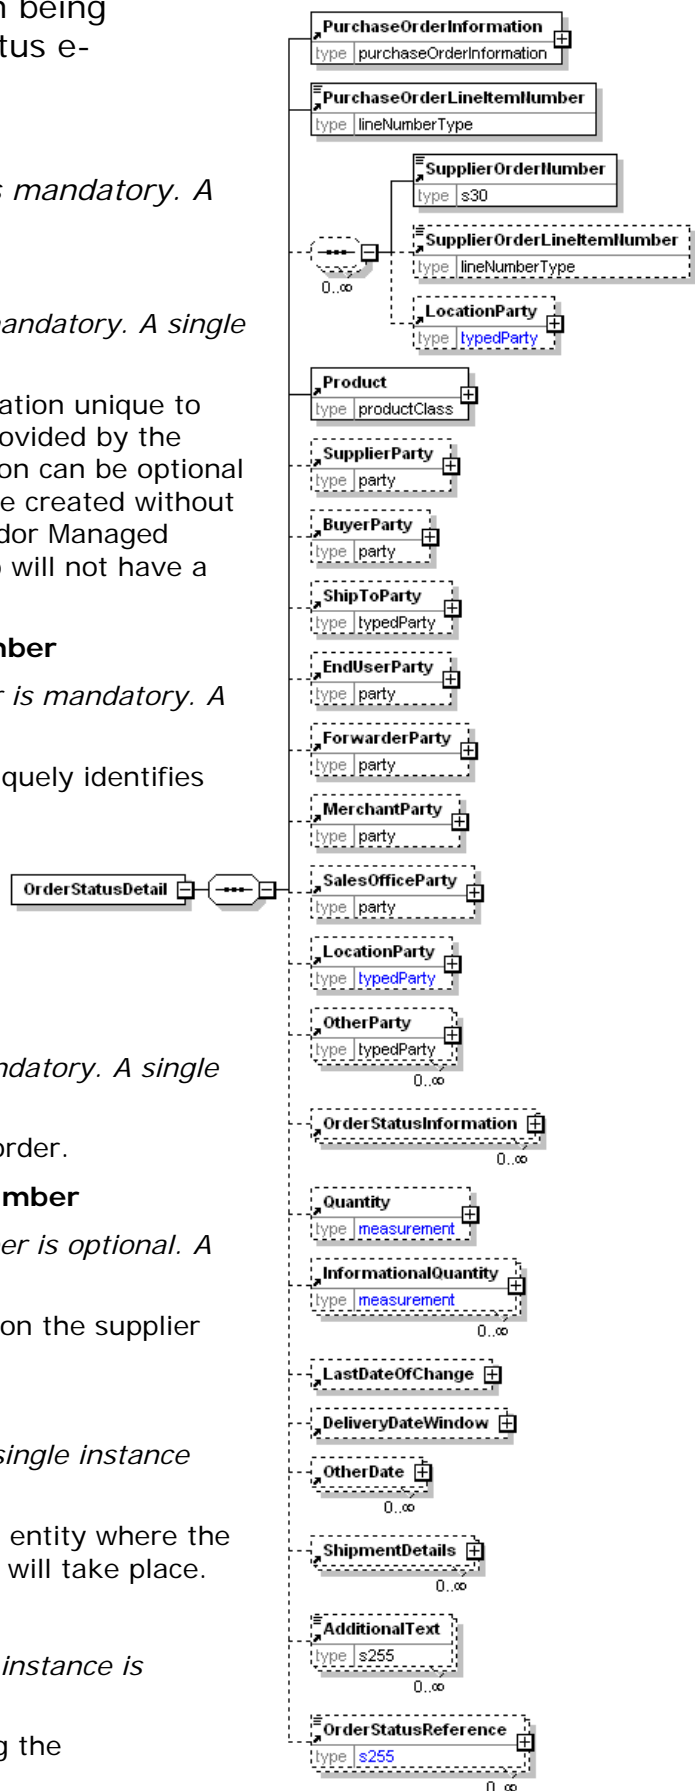 n being
tus e-
s mandatory. A
andatory. A single
ation unique to
ovided by the
on can be optional
e created without
dor Managed
will not have a
nber
r is mandatory. A
quely identifies
ndatory. A single
order.
umber
er is optional. A
on the supplier
single instance
entity where the
will take place.
instance is
g the
OrderStatusDetail
PurchaseOrderInformation
type purchaseOrderInformation
PurchaseOrderLineItemNumber
type lineNumberType
0..∞
SupplierOrderNumber
type s30
SupplierOrderLineItemNumber
type lineNumberType
LocationParty
type typedParty
Product
type productClass
SupplierParty
type party
BuyerParty
type party
ShipToParty
type typedParty
EndUserParty
type party
ForwarderParty
type party
MerchantParty
type party
SalesOfficeParty
type party
LocationParty
type typedParty
OtherParty
type typedParty
0..∞
OrderStatusInformation
0..∞
Quantity
type measurement
InformationalQuantity
type measurement
0..∞
LastDateOfChange
DeliveryDateWindow
OtherDate
0..∞
ShipmentDetails
0..∞
AdditionalText
type s255
0..∞
OrderStatusReference
type s255
0..∞